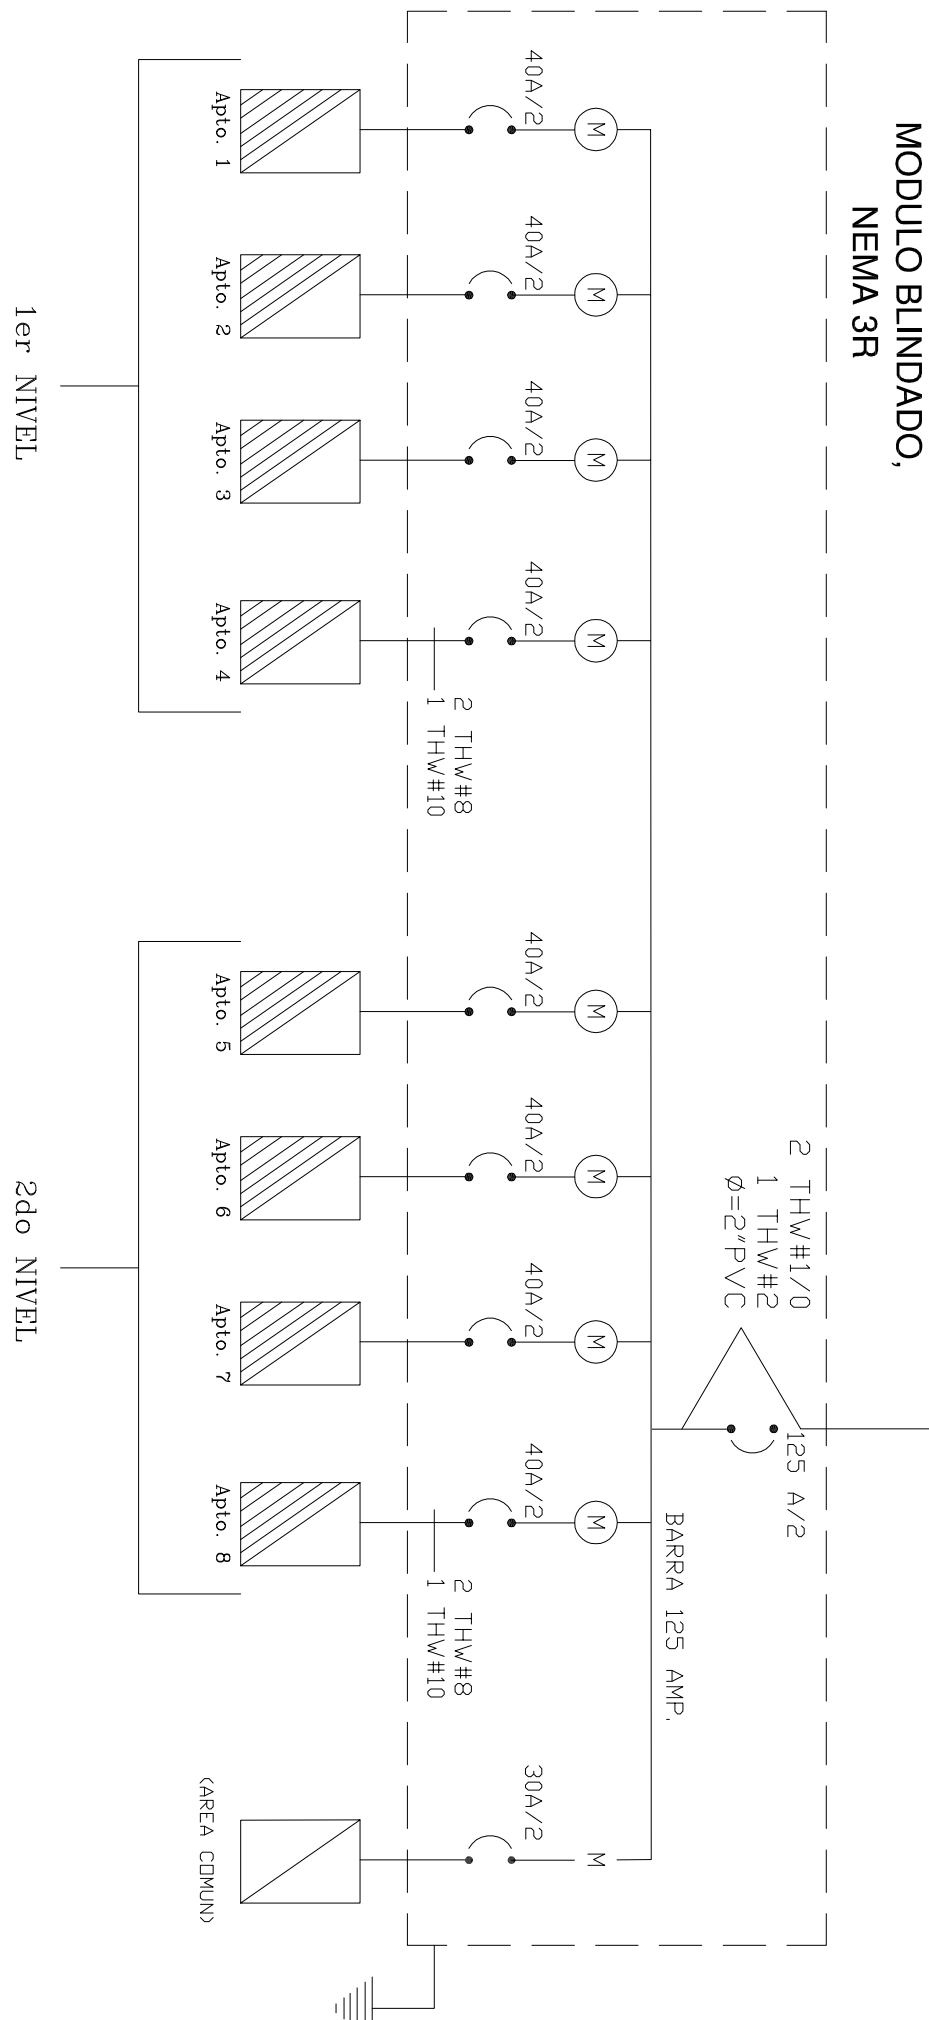 MODULO BLINDADO,
NEMA 3R
2 THW#1/0
1 THW#2
Ø=2"PVC
125 A/2
BARRA 125 AMP.
M
M
M
M
M
M
M
M
M
40A/2
40A/2
40A/2
40A/2
40A/2
40A/2
40A/2
40A/2
30A/2
2 THW#8
1 THW#10
2 THW#8
1 THW#10
Apto. 1
Apto. 2
Apto. 3
Apto. 4
Apto. 5
Apto. 6
Apto. 7
Apto. 8
(AREA COMUN)
1er NIVEL
2do NIVEL